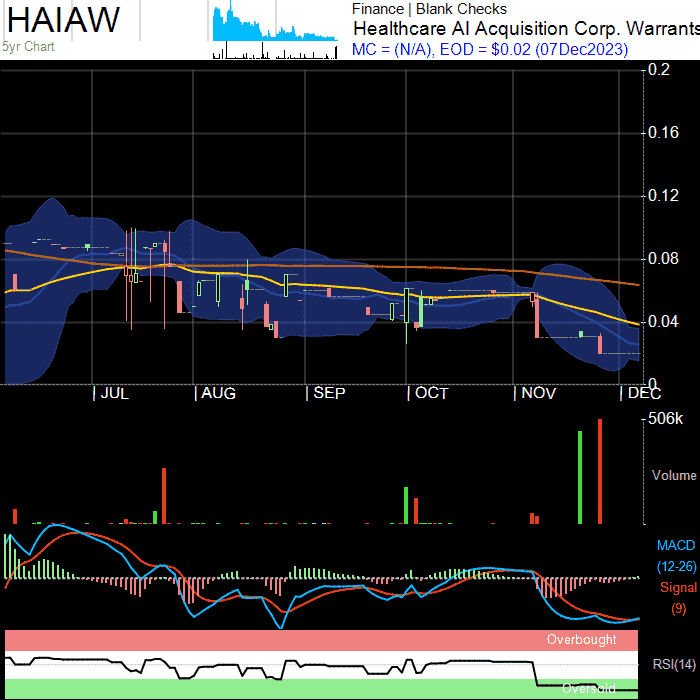 HAIAW
5yr Chart
Finance | Blank Checks
Healthcare AI Acquisition Corp. Warrants
MC = (N/A), EOD = $0.02 (07Dec2023)
0.2
0.16
0.12
0.08
0.04
0
JUL AUG SEP OCT NOV DEC
506k
Volume
MACD
(12-26)
Signal
(9)
Overbought
RSI(14)
Oversold